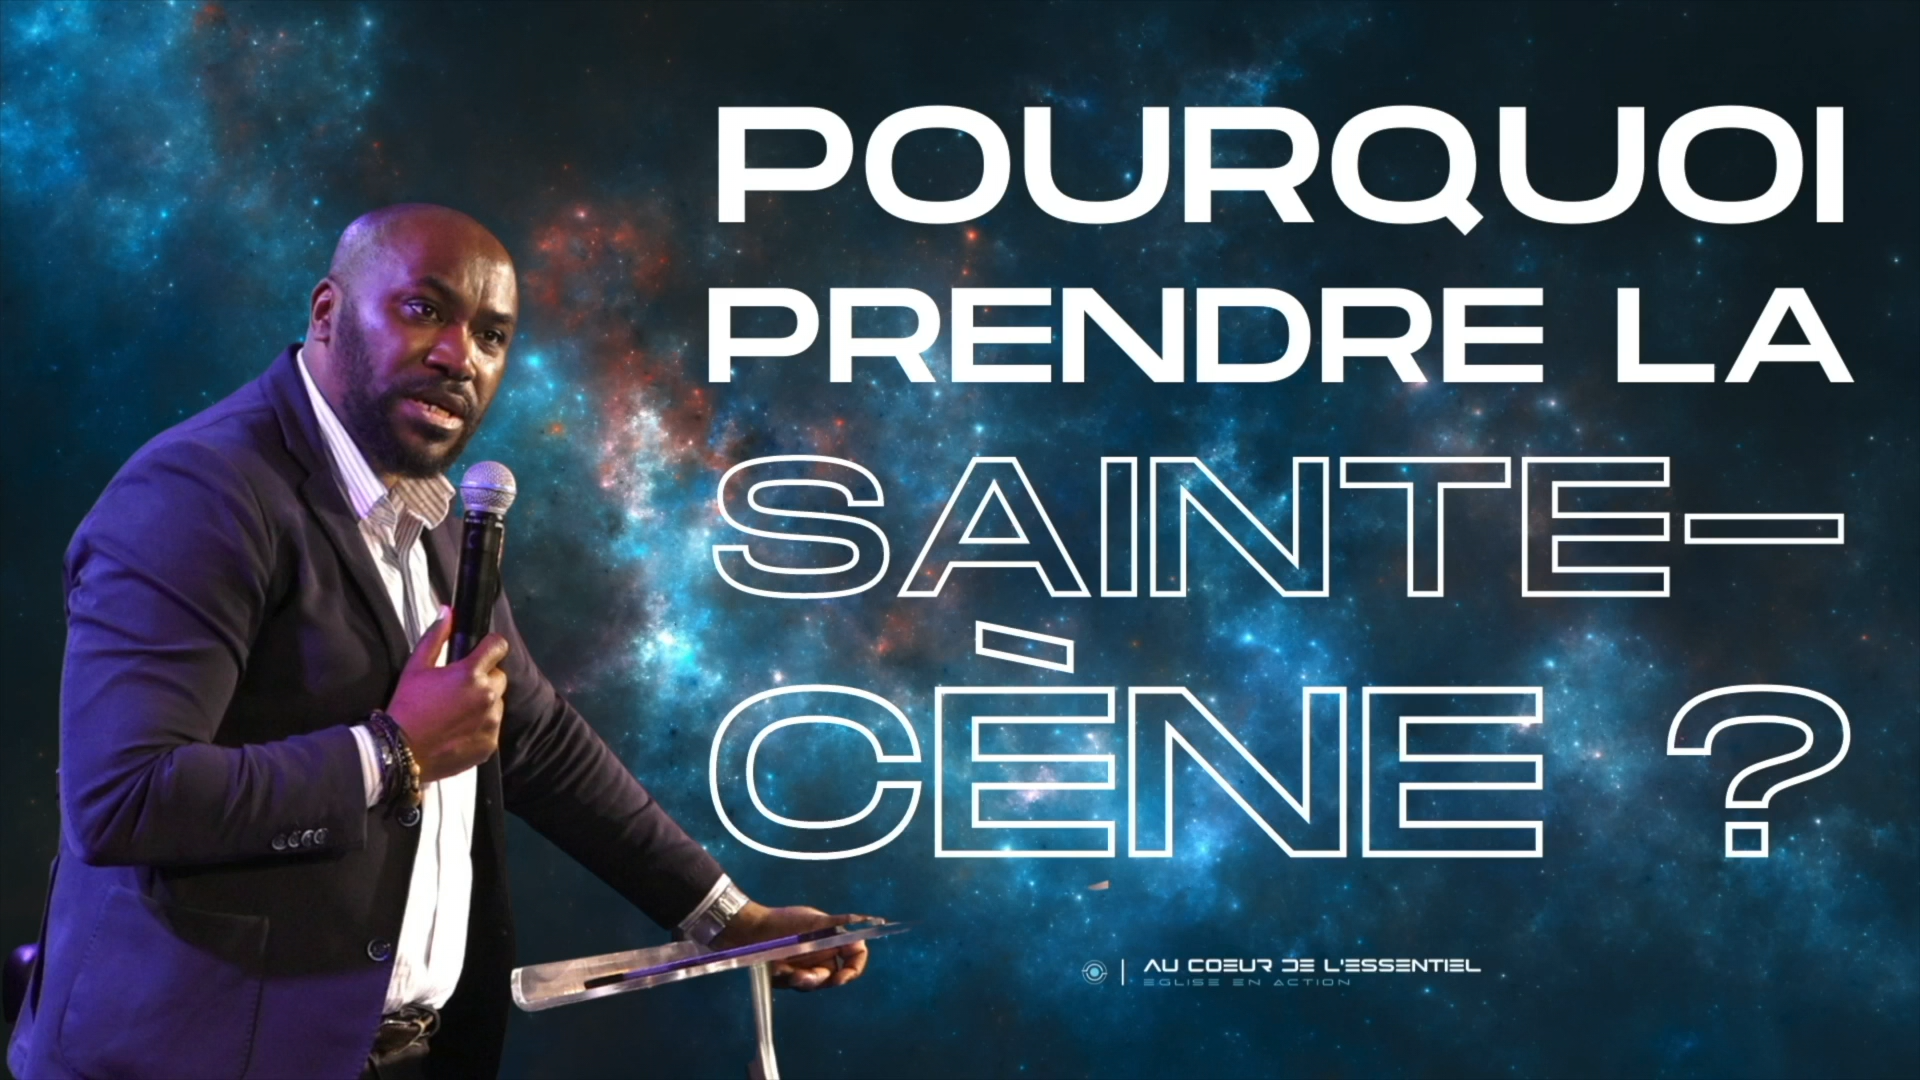 POURQUOI
PRENDRE LA
SAINTE-
CÈNE ?
AU COEUR DE L'ESSENTIEL
EGLISE EN ACTION